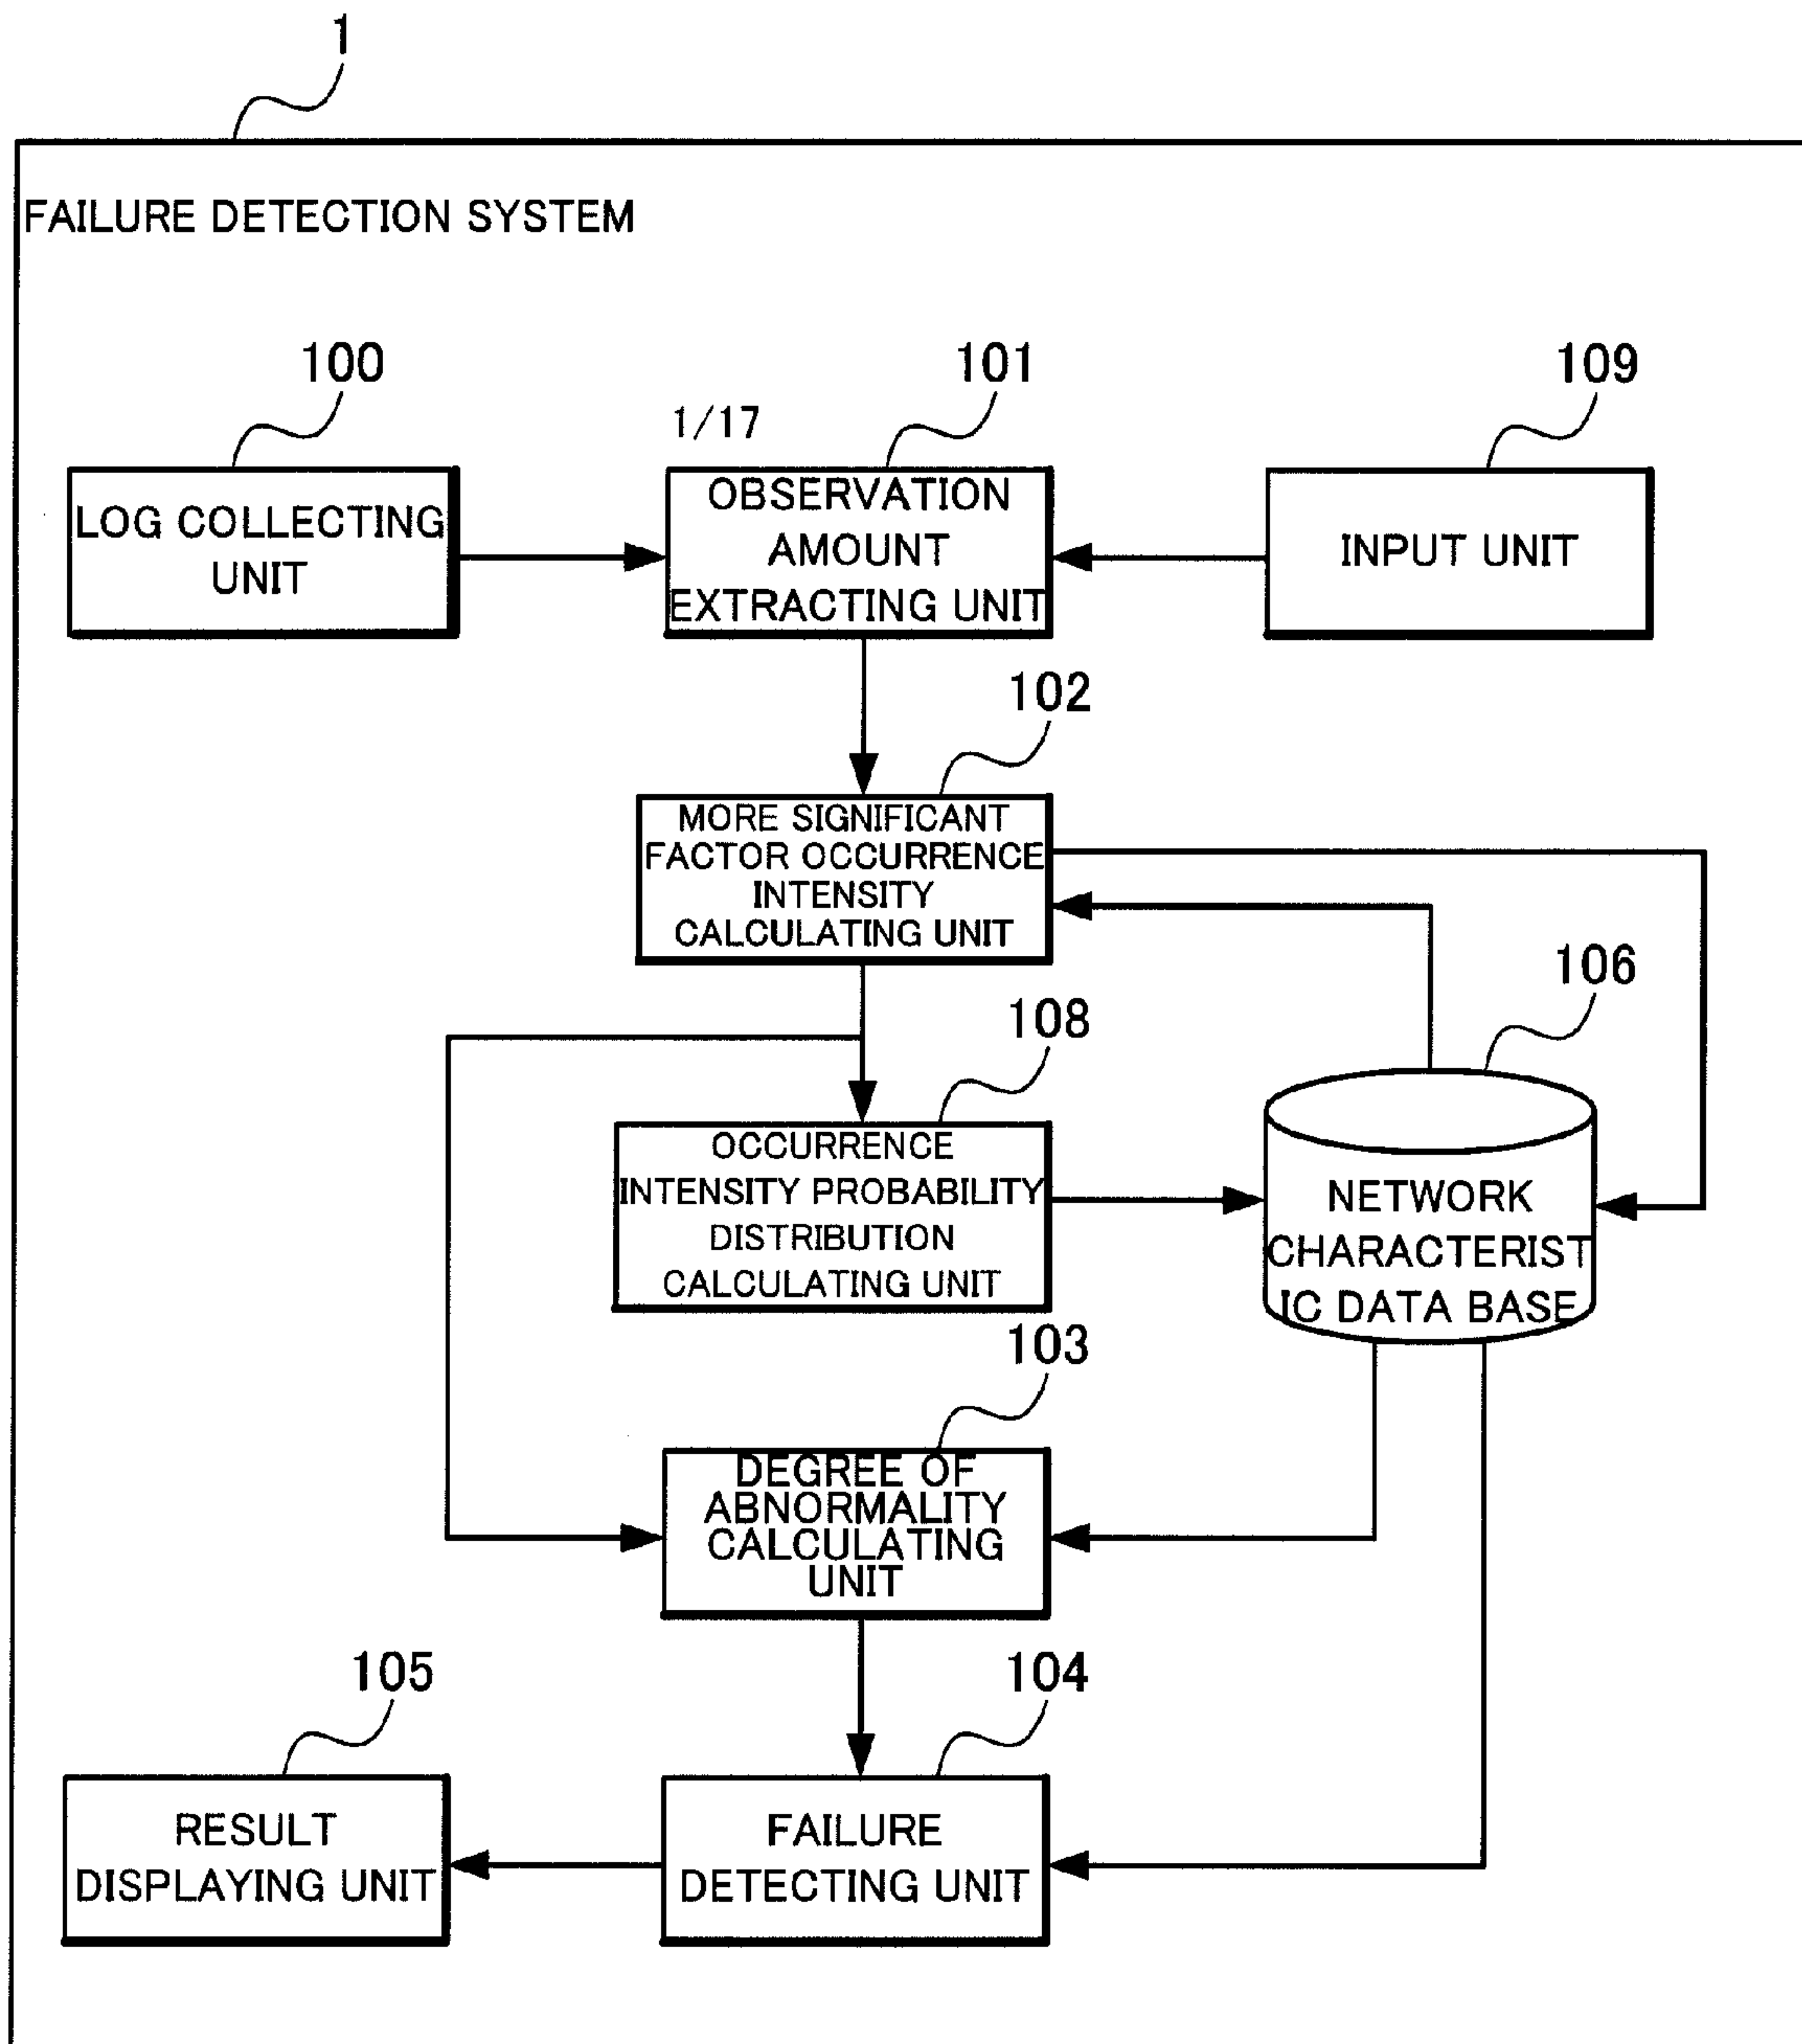 1
FAILURE DETECTION SYSTEM
100
101
109
1/17
LOG COLLECTING
UNIT
OBSERVATION
AMOUNT
EXTRACTING UNIT
INPUT UNIT
102
MORE SIGNIFICANT
FACTOR OCCURRENCE
INTENSITY
CALCULATING UNIT
106
108
OCCURRENCE
INTENSITY PROBABILITY
DISTRIBUTION
CALCULATING UNIT
NETWORK
CHARACTERIST
IC DATA BASE
103
DEGREE OF
ABNORMALITY
CALCULATING
UNIT
105
104
RESULT
DISPLAYING UNIT
FAILURE
DETECTING UNIT